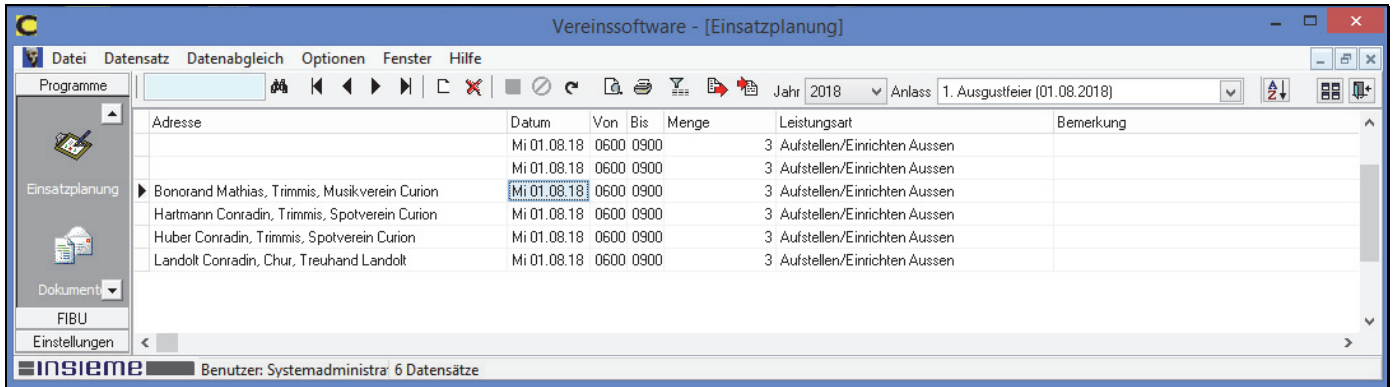 Vereinssoftware - [Einsatzplanung]
Datei Datensatz Datenabgleich Optionen Fenster Hilfe
Programme Jahr 2018 Anlass 1. Ausgustfeier (01.08.2018)
Adresse Datum Von Bis Menge Leistungsart Bemerkung
Mi 01.08.18 0600 0900 3 Aufstellen/Einrichten Aussen
Mi 01.08.18 0600 0900 3 Aufstellen/Einrichten Aussen
Einsatzplanung Bonorand Mathias, Trimmis, Musikverein Curion Mi 01.08.18 0600 0900 3 Aufstellen/Einrichten Aussen
Hartmann Conradin, Trimmis, Spotverein Curion Mi 01.08.18 0600 0900 3 Aufstellen/Einrichten Aussen
Huber Conradin, Trimmis, Spotverein Curion Mi 01.08.18 0600 0900 3 Aufstellen/Einrichten Aussen
Landolt Conradin, Chur, Treuhand Landolt Mi 01.08.18 0600 0900 3 Aufstellen/Einrichten Aussen
Dokument
FIBU
Einstellungen
INSIEME Benutzer: Systemadministra 6 Datensätze